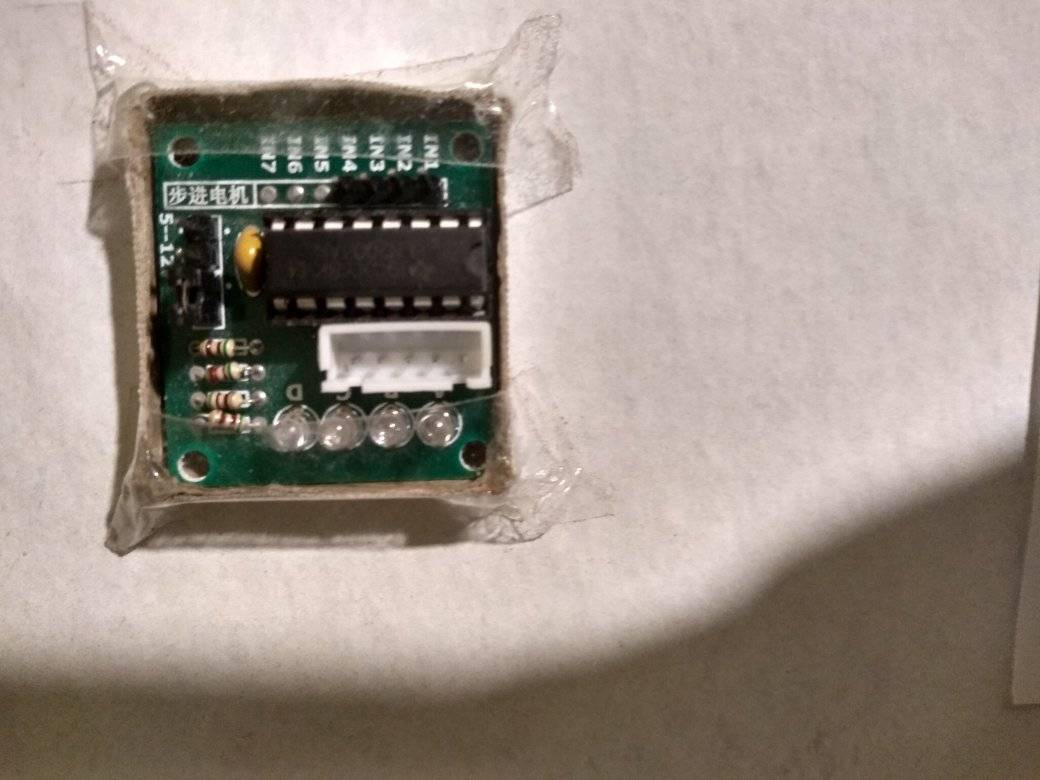 IN7 IN6 IN5 IN4 IN3 IN2 IN1
步进电机
5--12
D C B A